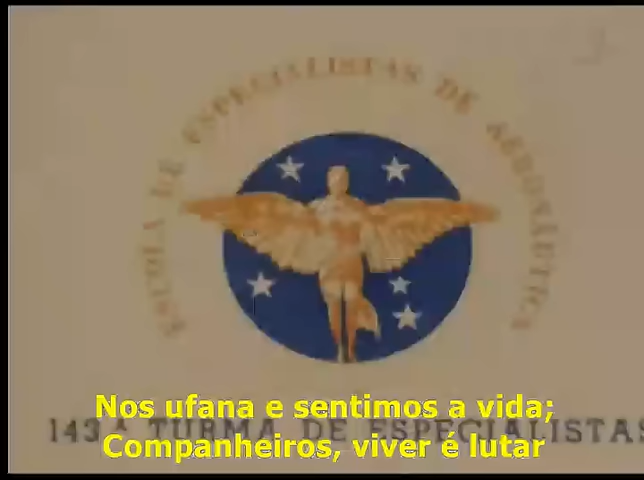 ESCOLA DE ESPECIALISTAS DE AERONÁUTICA
Nos ufana e sentimos a vida;
143ª TURMA DE ESPECIALISTAS
Companheiros, viver é lutar